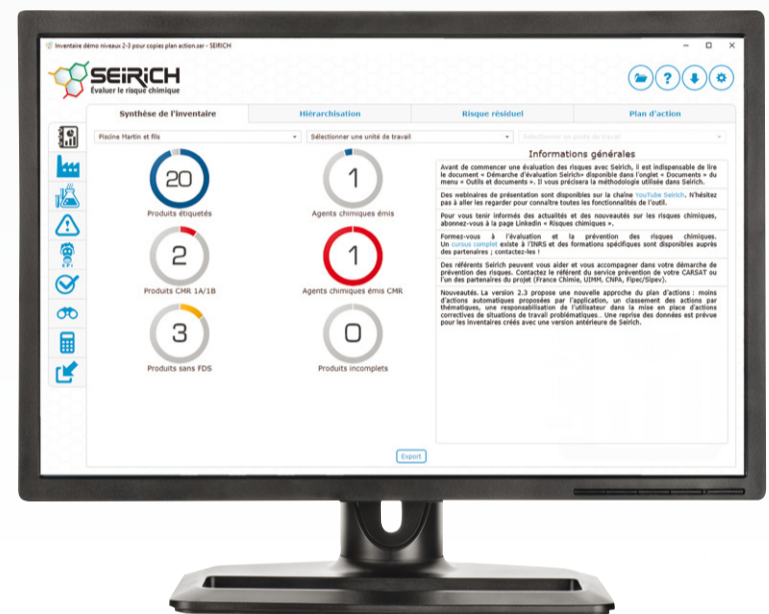 Inventaire démo niveaux 2-3 pour copies plan action.ser - SEIRICH
SEIRICH
Évaluer le risque chimique
?
Synthèse de l'inventaire
Hiérarchisation
Risque résiduel
Plan d'action
Piscine Martin et fils
Sélectionner une unité de travail
Sélectionner un poste de travail
20
Produits étiquetés
1
Agents chimiques émis
2
Produits CMR 1A/1B
1
Agents chimiques émis CMR
3
Produits sans FDS
0
Produits incomplets
E.P.I
Informations générales
Avant de commencer une évaluation des risques avec Seirich, il est indispensable de lire
le document « Démarche d'évaluation Seirich» disponible dans l'onglet « Documents » du
menu « Outils et documents ». Il vous précisera la méthodologie utilisée dans Seirich.
Des webinaires de présentation sont disponibles sur la chaîne YouTube Seirich. N'hésitez
pas à aller les regarder pour connaître toutes les fonctionnalités de l'outil.
Pour vous tenir informés des actualités et des nouveautés sur les risques chimiques,
abonnez-vous à la page Linkedin « Risques chimiques ».
Formez-vous à l'évaluation et la prévention des risques chimiques.
Un cursus complet existe à l'INRS et des formations spécifiques sont disponibles auprès
des partenaires ; contactez-les !
Des référents Seirich peuvent vous aider et vous accompagner dans votre démarche de
prévention des risques. Contactez le référent du service prévention de votre CARSAT ou
l'un des partenaires du projet (France Chimie, UIMM, CNPA, Fipec/Sipev).
Nouveautés. La version 2.3 propose une nouvelle approche du plan d'actions : moins
d'actions automatiques proposées par l'application, un classement des actions par
thématiques, une responsabilisation de l'utilisateur dans la mise en place d'actions
correctives de situations de travail problématiques... Une reprise des données est prévue
pour les inventaires créés avec une version antérieure de Seirich.
Export